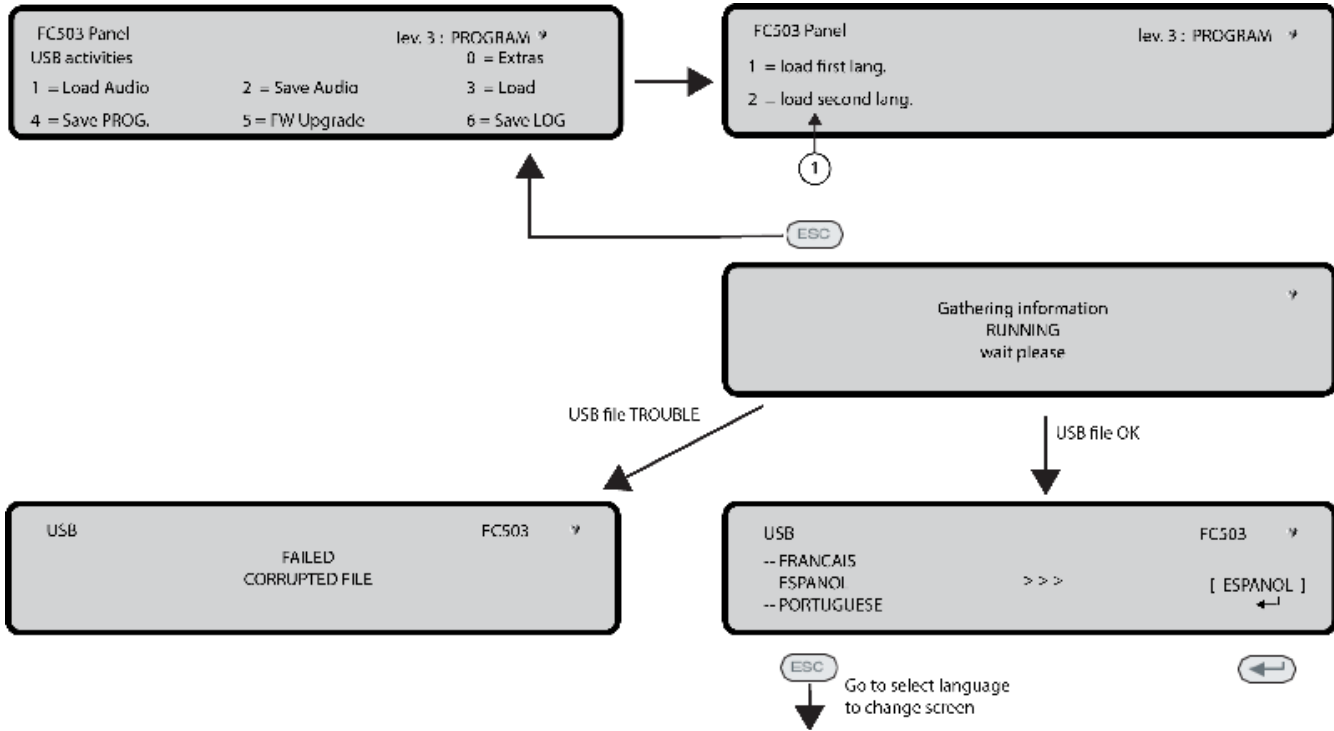 FC503 Panel lev. 3 : PROGRAM
USB activities 0 = Extras
1 = Load Audio 2 = Save Audio 3 = Load
4 = Save PROG. 5 = FW Upgrade 6 = Save LOG
FC503 Panel lev. 3 : PROGRAM
1 = load first lang.
2 = load second lang.
1
ESC
Gathering information
RUNNING
wait please
USB file TROUBLE
USB file OK
USB FC503
FAILED
CORRUPTED FILE
USB FC503
-- FRANCAIS
ESPANOL > > > [ ESPANOL ]
-- PORTUGUESE
ESC
Go to select language
to change screen